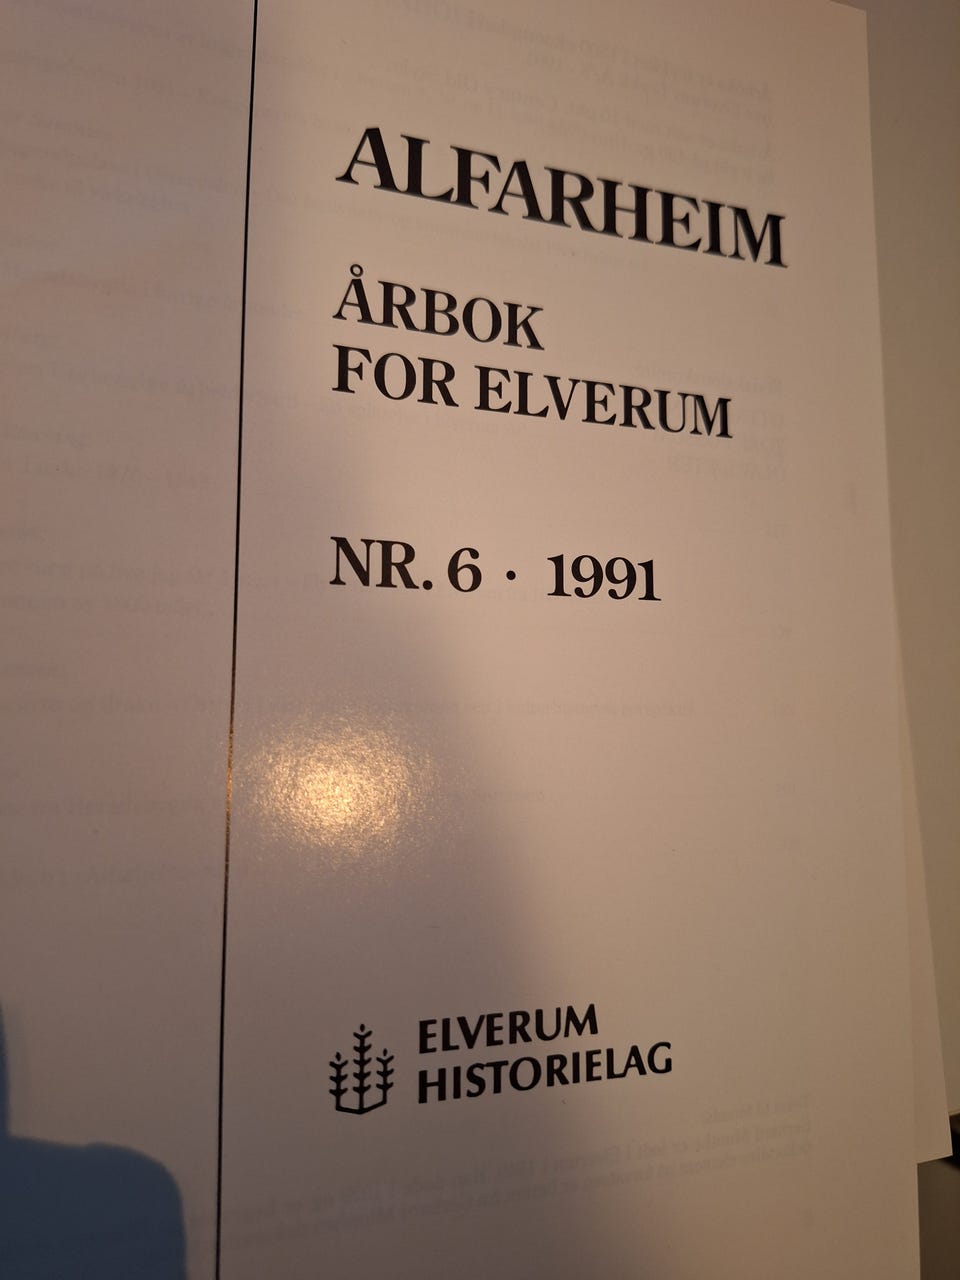 ALFARHEIM
ÅRBOK
FOR ELVERUM
NR. 6 · 1991
ELVERUM
HISTORIELAG